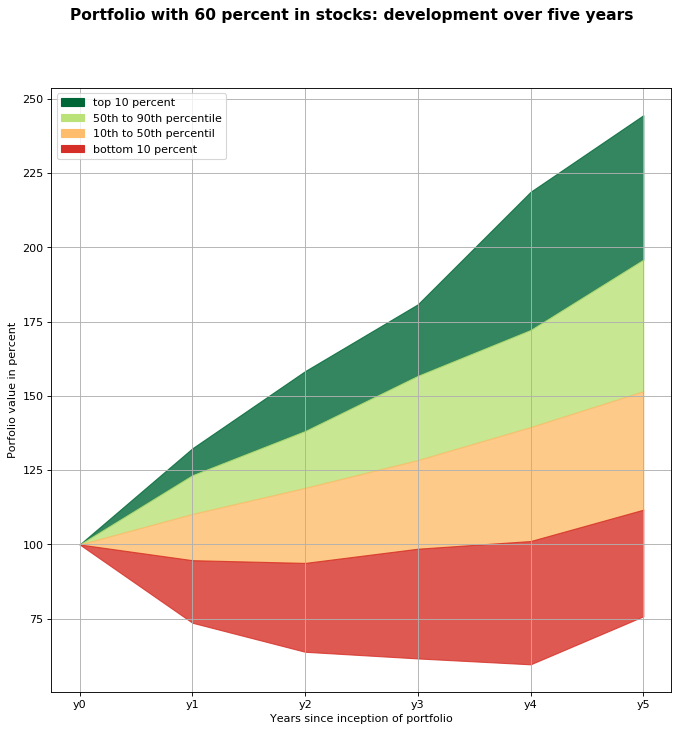 Portfolio with 60 percent in stocks: development over five years
top 10 percent
50th to 90th percentile
10th to 50th percentil
bottom 10 percent
250
225
200
175
150
125
100
75
Porfolio value in percent
y0 y1 y2 y3 y4 y5
Years since inception of portfolio